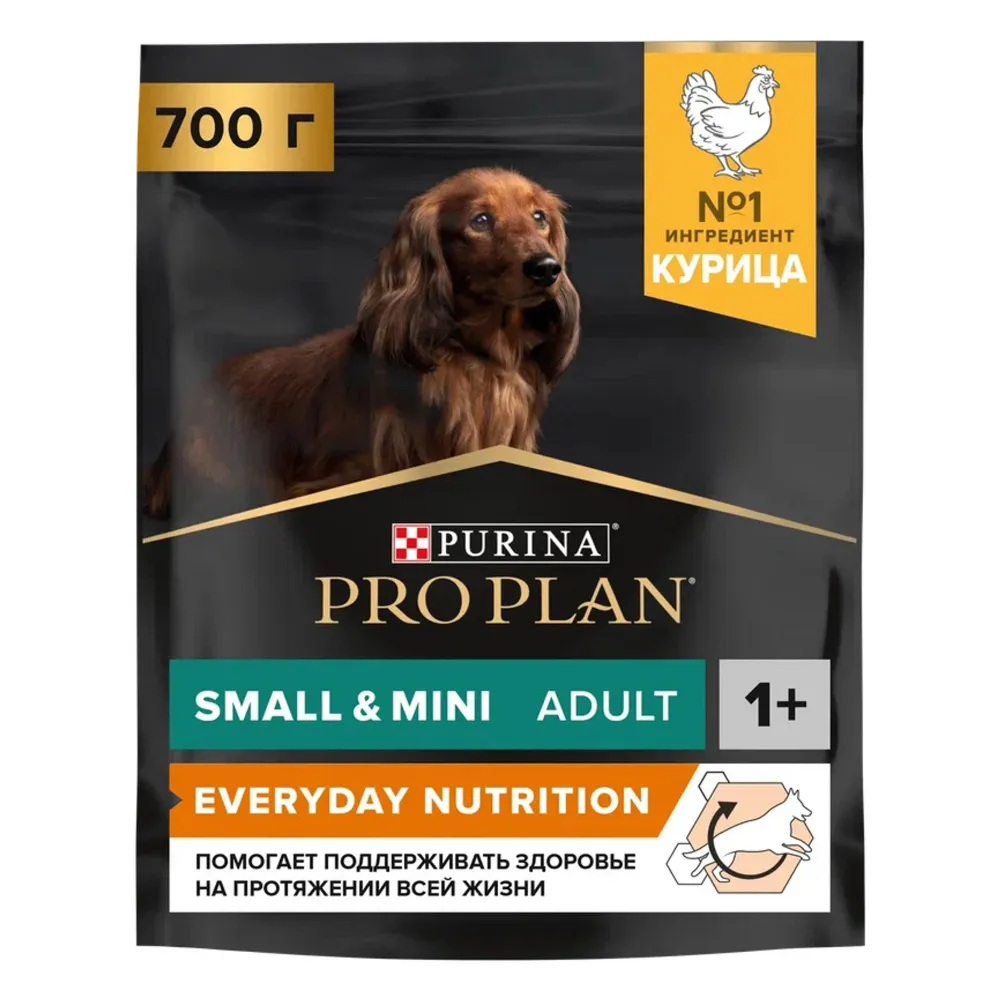 700 г
№1
ИНГРЕДИЕНТ
КУРИЦА
PURINA®
PRO PLAN®
SMALL & MINI ADULT 1+
EVERYDAY NUTRITION
ПОМОГАЕТ ПОДДЕРЖИВАТЬ ЗДОРОВЬЕ
НА ПРОТЯЖЕНИИ ВСЕЙ ЖИЗНИ